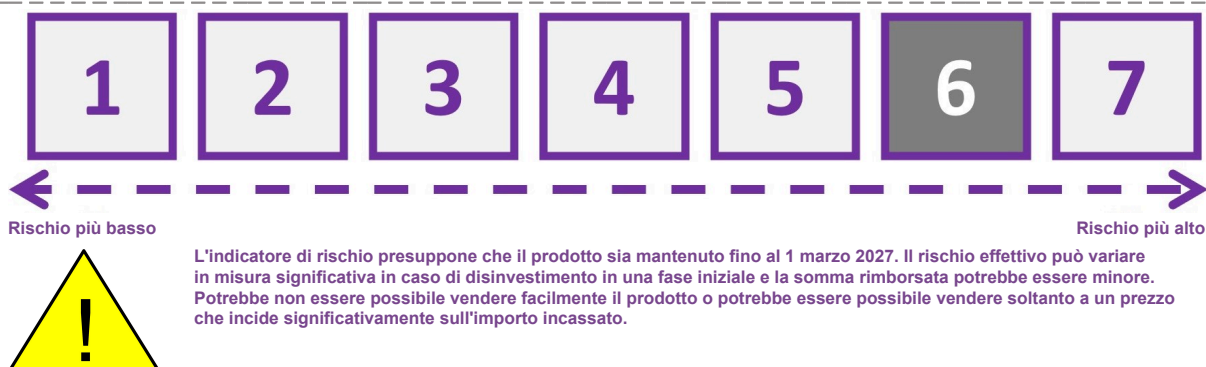 1 2 3 4 5 6 7
Rischio più basso Rischio più alto
L'indicatore di rischio presuppone che il prodotto sia mantenuto fino al 1 marzo 2027. Il rischio effettivo può variare
in misura significativa in caso di disinvestimento in una fase iniziale e la somma rimborsata potrebbe essere minore.
Potrebbe non essere possibile vendere facilmente il prodotto o potrebbe essere possibile vendere soltanto a un prezzo
che incide significativamente sull'importo incassato.
!